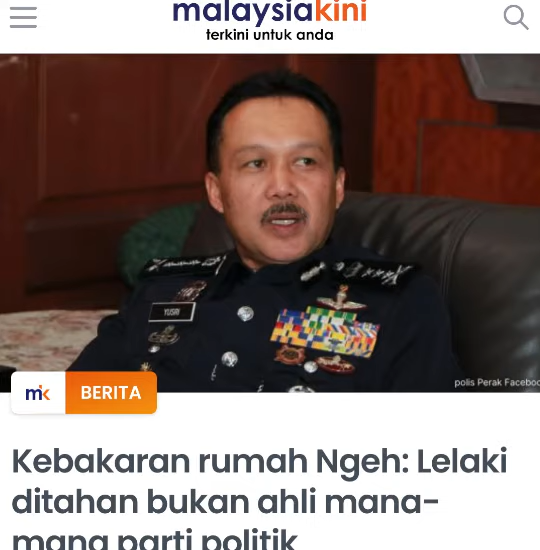 malaysiakini
terkini untuk anda
YUSRI
polis Perak Faceboo
mk
BERITA
Kebakaran rumah Ngeh: Lelaki
ditahan bukan ahli mana-
mana parti politik